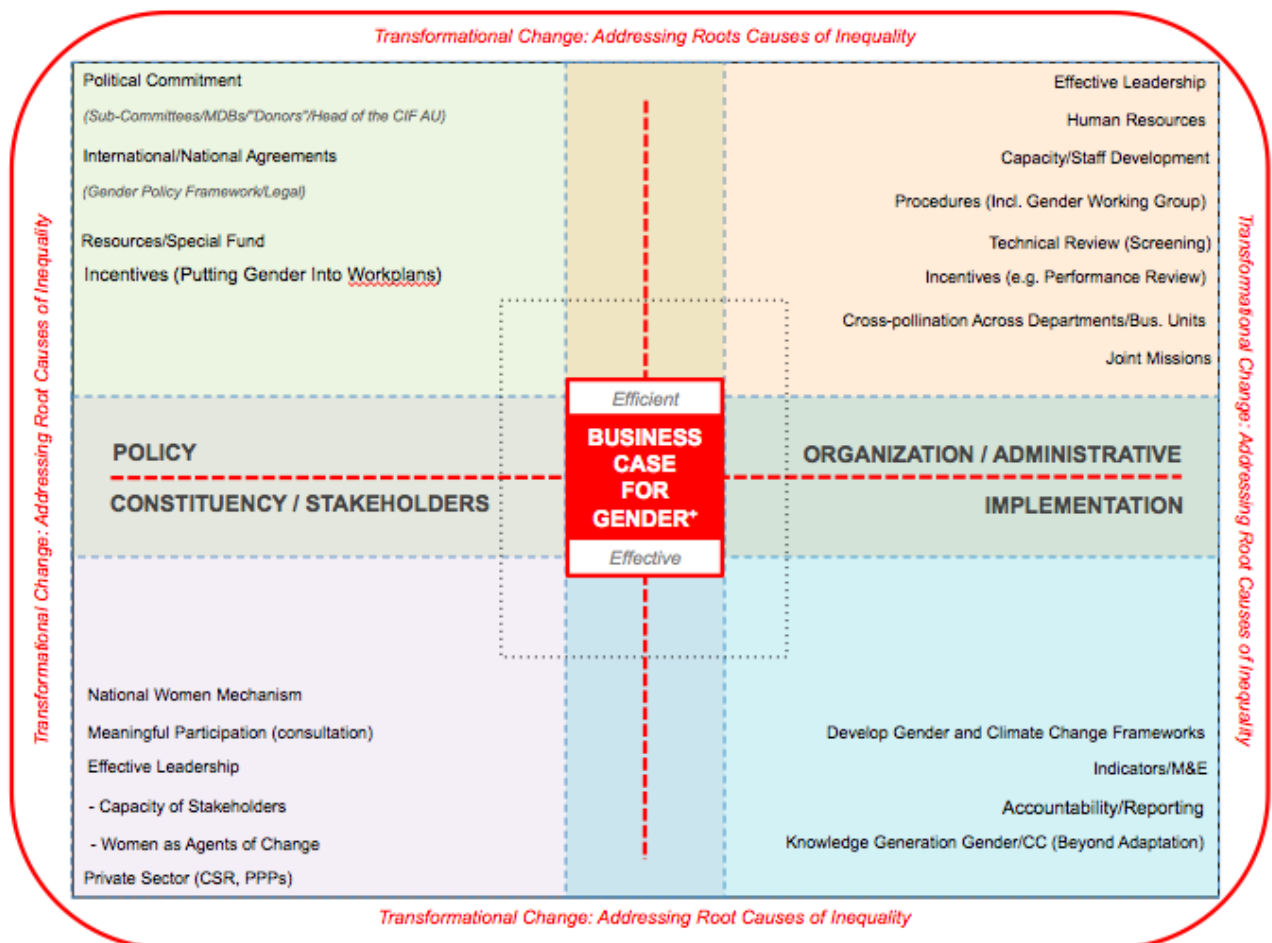 Transformational Change: Addressing Roots Causes of Inequality
Political Commitment
(Sub-Committees/MDBs/"Donors"/Head of the CIF AU)
International/National Agreements
(Gender Policy Framework/Legal)
Resources/Special Fund
Incentives (Putting Gender Into Workplans)
Effective Leadership
Human Resources
Capacity/Staff Development
Procedures (Incl. Gender Working Group)
Technical Review (Screening)
Incentives (e.g. Performance Review)
Cross-pollination Across Departments/Bus. Units
Joint Missions
Transformational Change: Addressing Root Causes of Inequality
Transformational Change: Addressing Root Causes of Inequality
POLICY
CONSTITUENCY / STAKEHOLDERS
Efficient
BUSINESS
CASE
FOR
GENDER+
Effective
ORGANIZATION / ADMINISTRATIVE
IMPLEMENTATION
National Women Mechanism
Meaningful Participation (consultation)
Effective Leadership
- Capacity of Stakeholders
- Women as Agents of Change
Private Sector (CSR, PPPs)
Develop Gender and Climate Change Frameworks
Indicators/M&E
Accountability/Reporting
Knowledge Generation Gender/CC (Beyond Adaptation)
Transformational Change: Addressing Root Causes of Inequality